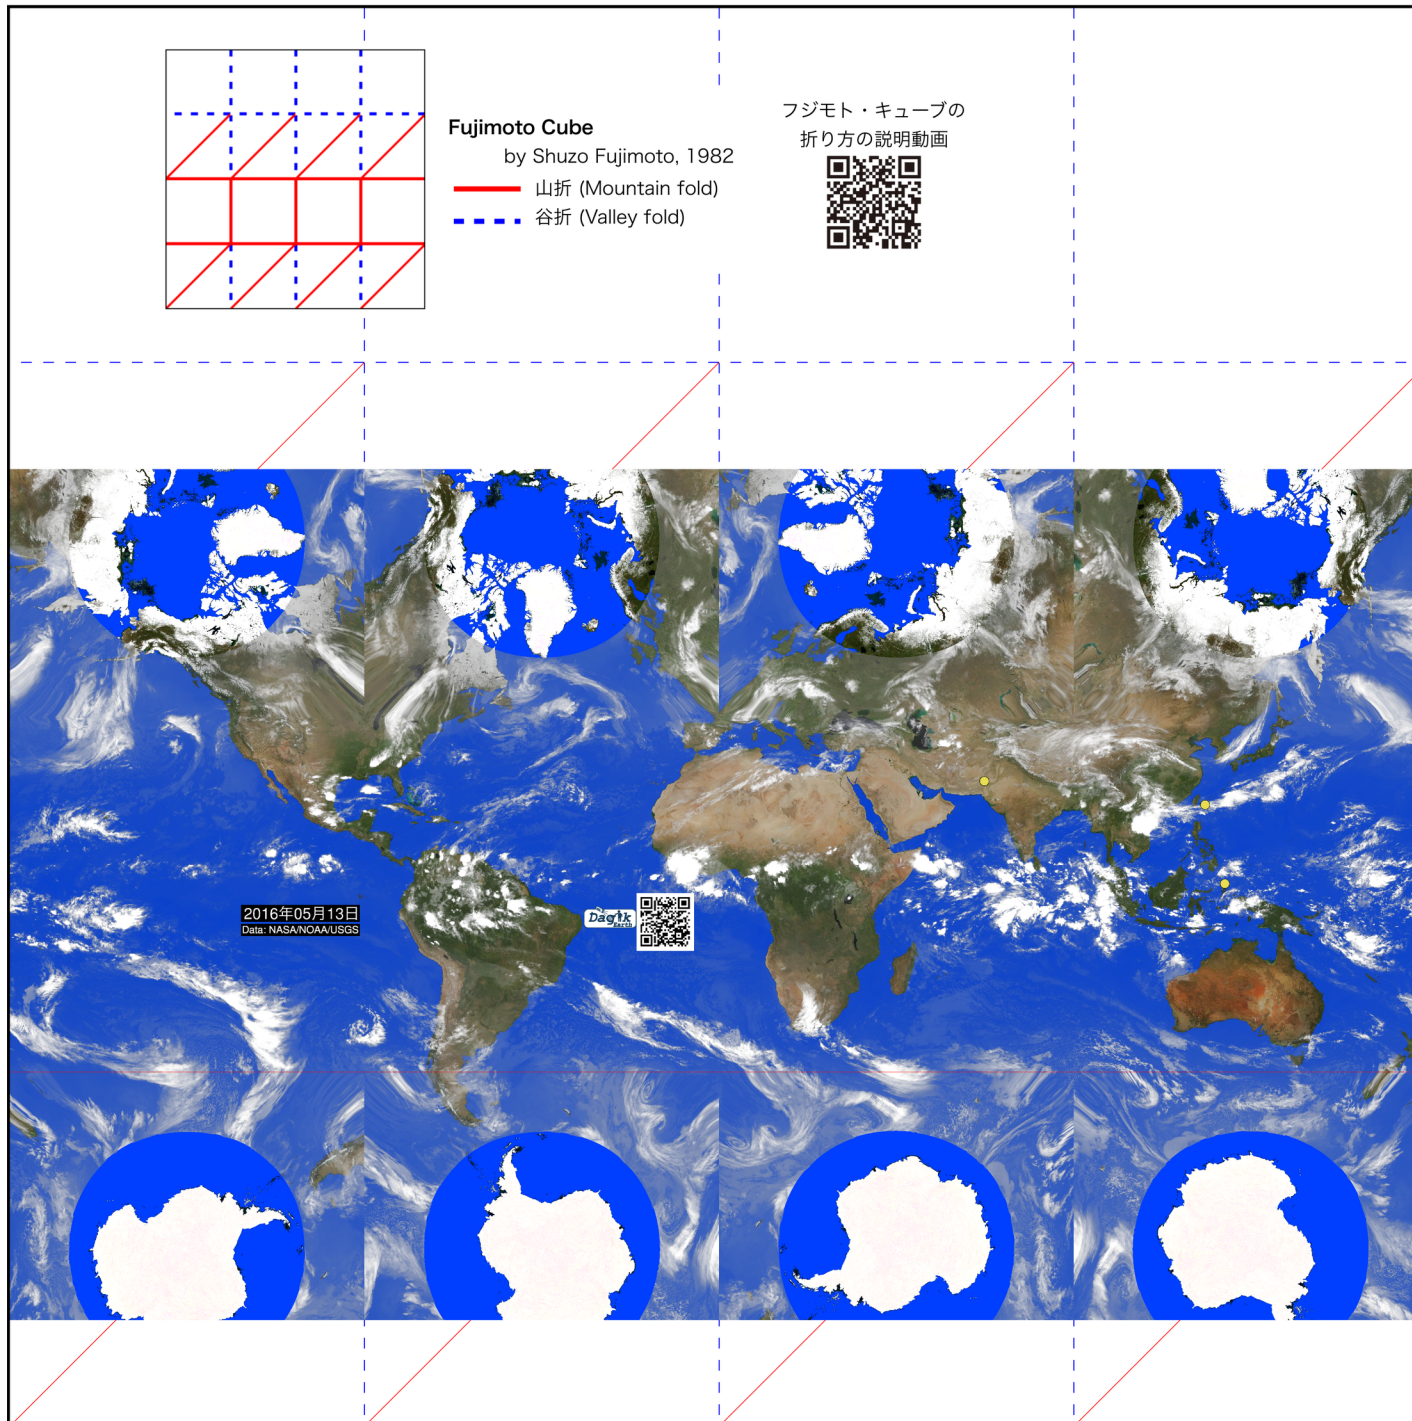 Fujimoto Cube
by Shuzo Fujimoto, 1982
山折 (Mountain fold)
谷折 (Valley fold)
フジモト・キューブの
折り方の説明動画
2016年05月13日
Data: NASA/NOAA/USGS
Dagik
Earth